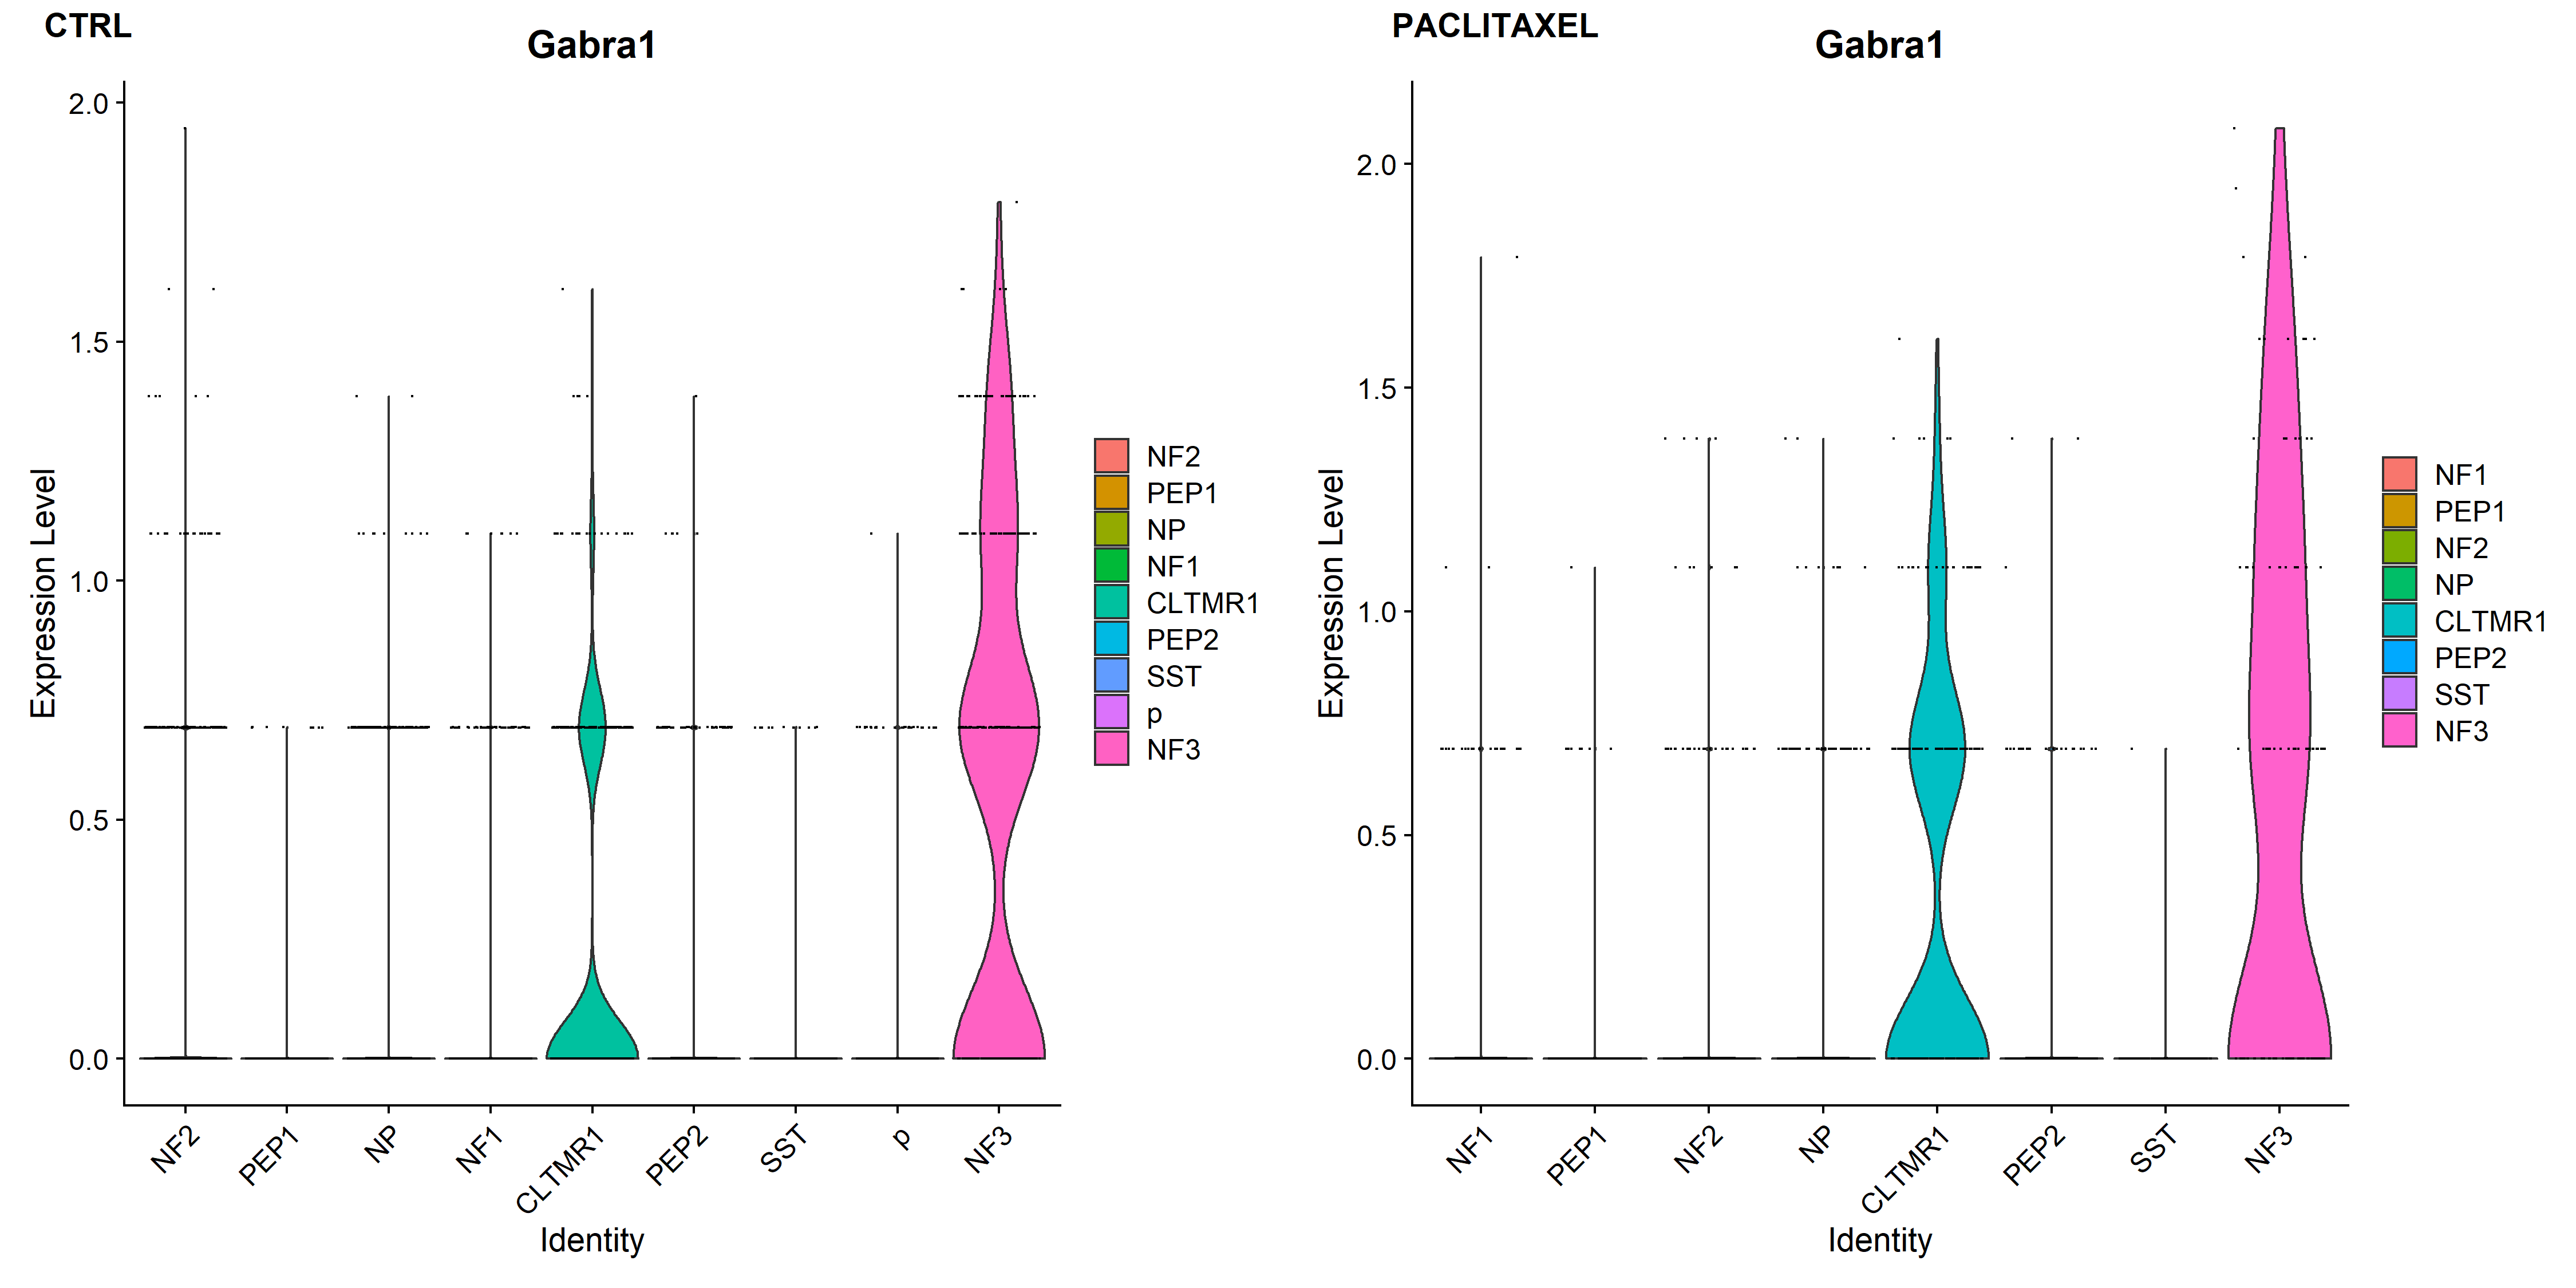 CTRL
Gabra1
Expression Level
2.0
1.5
1.0
0.5
0.0
NF2
PEP1
NP
NF1
CLTMR1
PEP2
SST
p
NF3
Identity
NF2
PEP1
NP
NF1
CLTMR1
PEP2
SST
p
NF3
PACLITAXEL
Gabra1
Expression Level
2.0
1.5
1.0
0.5
0.0
NF1
PEP1
NF2
NP
CLTMR1
PEP2
SST
NF3
Identity
NF1
PEP1
NF2
NP
CLTMR1
PEP2
SST
NF3